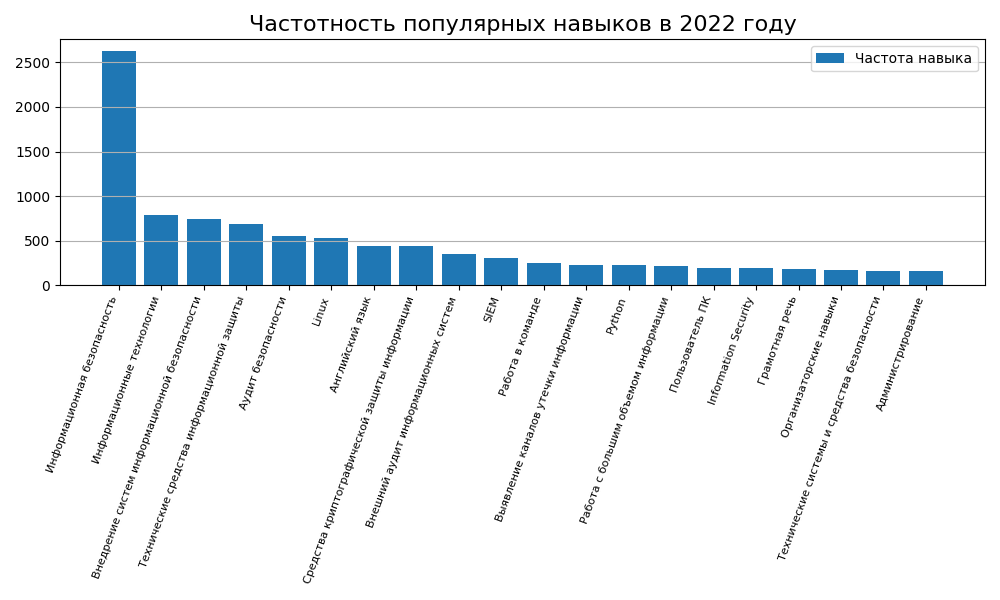 Частотность популярных навыков в 2022 году
Частота навыка
2500
2000
1500
1000
500
0
Информационная безопасность
Информационные технологии
Внедрение систем информационной безопасности
Технические средства информационной защиты
Аудит безопасности
Linux
Английский язык
Средства криптографической защиты информации
Внешний аудит информационных систем
SIEM
Работа в команде
Выявление каналов утечки информации
Python
Работа с большим объемом информации
Пользователь ПК
Information Security
Грамотная речь
Организаторские навыки
Технические системы и средства безопасности
Администрирование